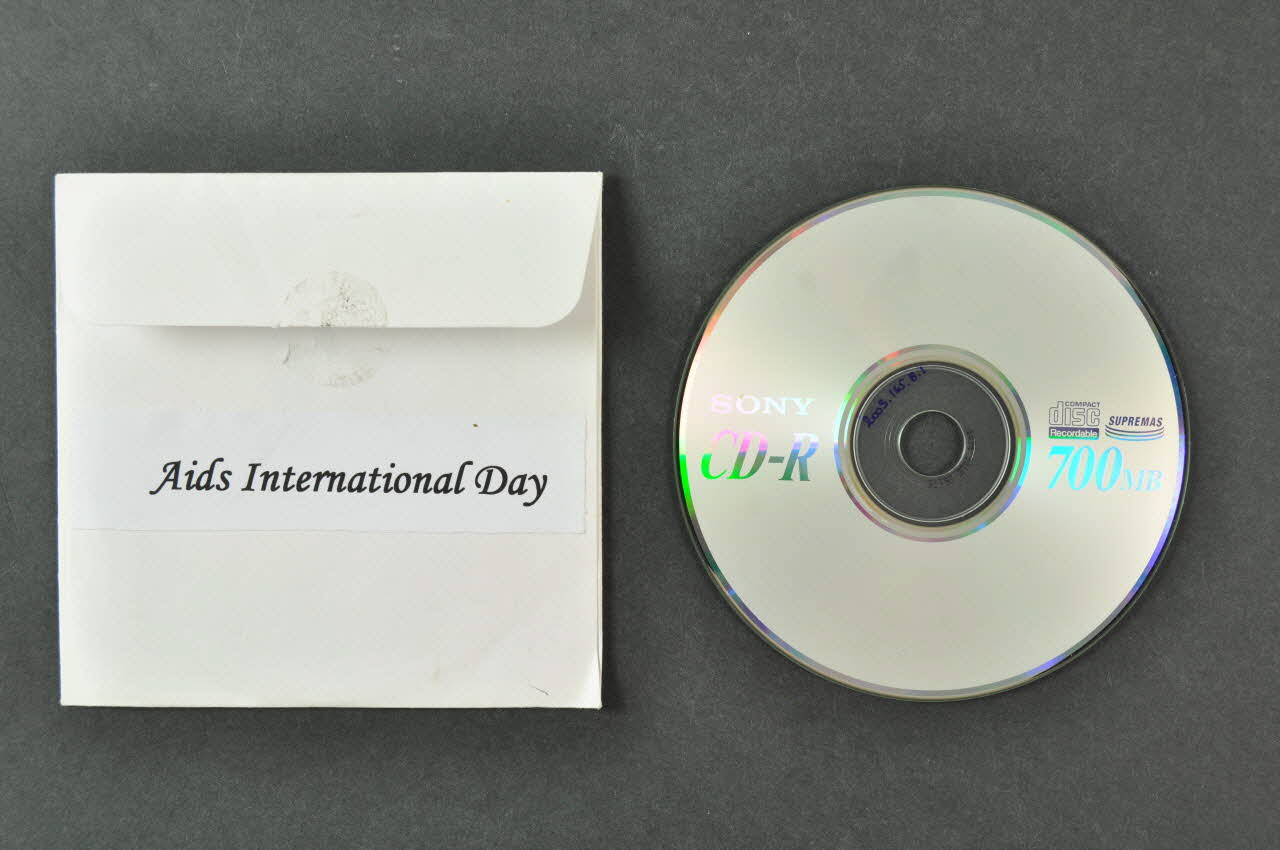 Aids International Day
SONY
CD-R
COMPACT
disc
Recordable
SUPREMAS
700MB